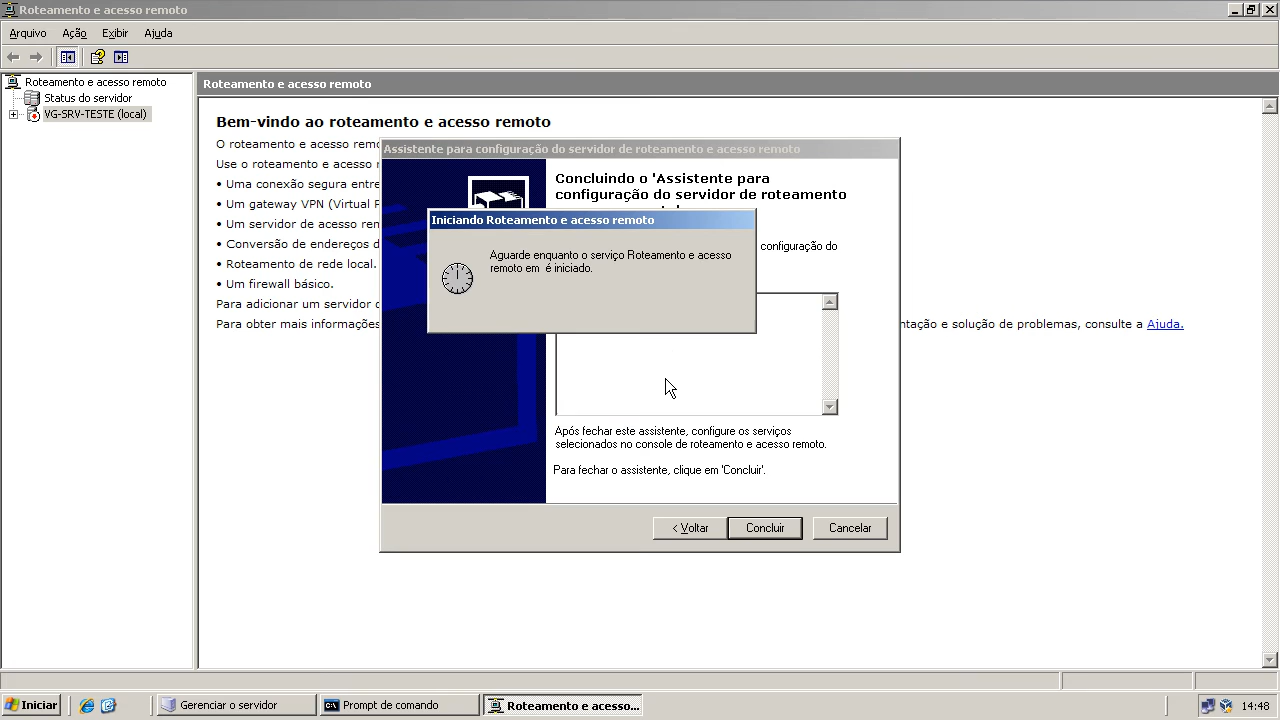 Roteamento e acesso remoto
Arquivo Ação Exibir Ajuda
Roteamento e acesso remoto
Status do servidor
VG-SRV-TESTE (local)
Roteamento e acesso remoto
Bem-vindo ao roteamento e acesso remoto
O roteamento e acesso remo
Use o roteamento e acesso
• Uma conexão segura entre
• Um gateway VPN (Virtual P
• Um servidor de acesso rem
• Conversão de endereços d
• Roteamento de rede local.
• Um firewall básico.
Para adicionar um servidor
Para obter mais informações
ntação e solução de problemas, consulte a Ajuda.
Assistente para configuração do servidor de roteamento e acesso remoto
Concluindo o 'Assistente para
configuração do servidor de roteamento
configuração do
Iniciando Roteamento e acesso remoto
Aguarde enquanto o serviço Roteamento e acesso
remoto em é iniciado.
Após fechar este assistente, configure os serviços
selecionados no console de roteamento e acesso remoto.
Para fechar o assistente, clique em 'Concluir'.
< Voltar Concluir Cancelar
Iniciar Gerenciar o servidor Prompt de comando Roteamento e acesso... 14:48